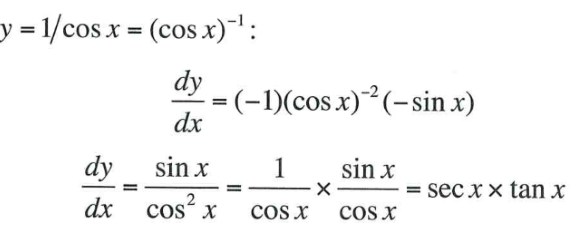 y = 1/cos x = (cos x)⁻¹ :
dy/dx = (−1)(cos x)⁻² (− sin x)
dy/dx = sin x/cos² x = 1/cos x × sin x/cos x = sec x × tan x